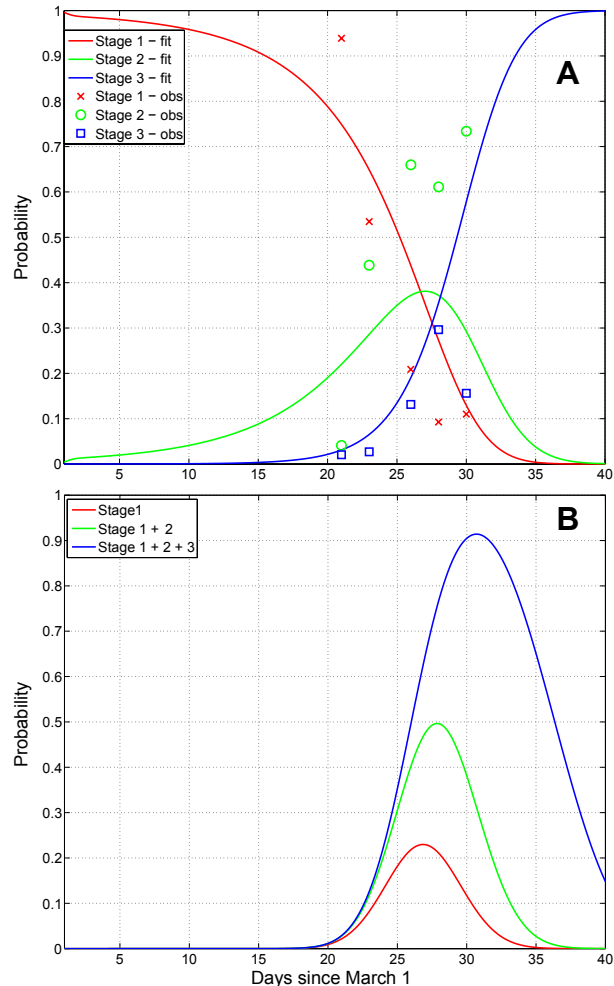 1
0.9
0.8
0.7
0.6
0.5
0.4
0.3
0.2
0.1
0
Probability
Stage 1 − fit
Stage 2 − fit
Stage 3 − fit
Stage 1 − obs
Stage 2 − obs
Stage 3 − obs
A
5 10 15 20 25 30 35 40
1
0.9
0.8
0.7
0.6
0.5
0.4
0.3
0.2
0.1
0
Probability
Stage1
Stage 1 + 2
Stage 1 + 2 + 3
B
5 10 15 20 25 30 35 40
Days since March 1